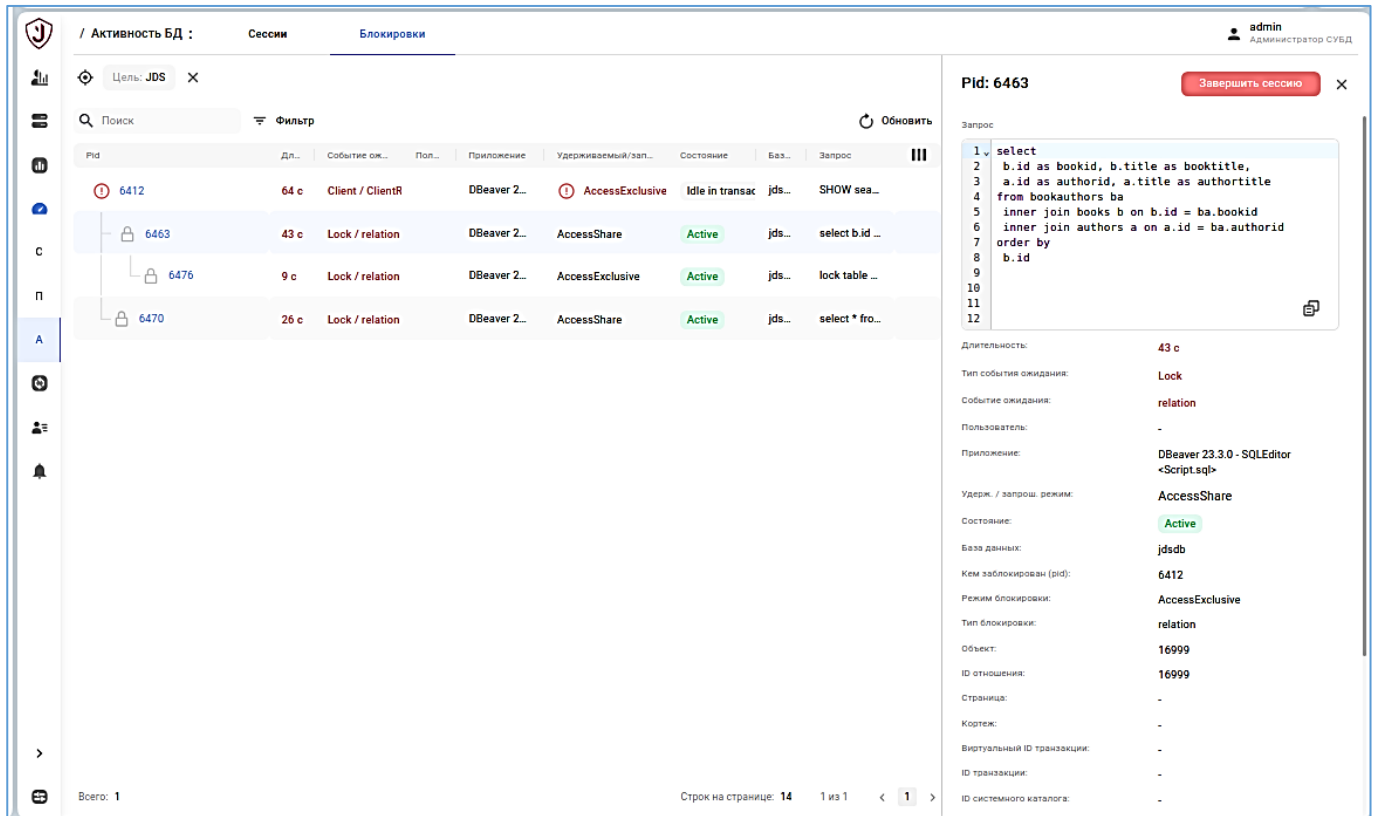 / Активность БД :
Сессии
Блокировки
admin
Администратор СУБД
Цель: JDS
Поиск
Фильтр
Обновить
Pid Дл... Событие ож... Пол... Приложение Удерживаемый/зап... Состояние Баз... Запрос
6412 64 с Client / ClientR DBeaver 2... AccessExclusive Idle in transac jds... SHOW sea...
6463 43 с Lock / relation DBeaver 2... AccessShare Active jds... select b.id ...
6476 9 с Lock / relation DBeaver 2... AccessExclusive Active jds... lock table ...
6470 26 с Lock / relation DBeaver 2... AccessShare Active jds... select * fro...
С
П
А
Всего: 1
Строк на странице: 14
1 из 1
1
Pid: 6463
Завершить сессию
Запрос
1 select
2 b.id as bookid, b.title as booktitle,
3 a.id as authorid, a.title as authortitle
4 from bookauthors ba
5 inner join books b on b.id = ba.bookid
6 inner join authors a on a.id = ba.authorid
7 order by
8 b.id
9
10
11
12
Длительность: 43 с
Тип события ожидания: Lock
Событие ожидания: relation
Пользователь: -
Приложение: DBeaver 23.3.0 - SQLEditor
<Script.sql>
Удерж. / запрош. режим: AccessShare
Состояние: Active
База данных: jdsdb
Кем заблокирован (pid): 6412
Режим блокировки: AccessExclusive
Тип блокировки: relation
Объект: 16999
ID отношения: 16999
Страница: -
Кортеж: -
Виртуальный ID транзакции: -
ID транзакции: -
ID системного каталога: -